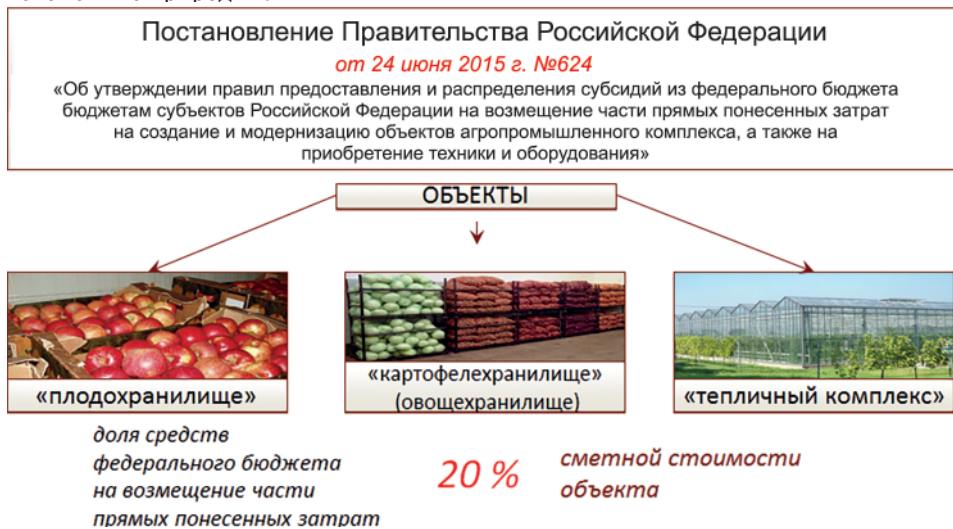 Постановление Правительства Российской Федерации
от 24 июня 2015 г. №624
«Об утверждении правил предоставления и распределения субсидий из федерального бюджета
бюджетам субъектов Российской Федерации на возмещение части прямых понесенных затрат
на создание и модернизацию объектов агропромышленного комплекса, а также на
приобретение техники и оборудования»
ОБЪЕКТЫ
«плодохранилище»
«картофелехранилище»
(овощехранилище)
«тепличный комплекс»
доля средств
федерального бюджета
на возмещение части
прямых понесенных затрат
20 %
сметной стоимости
объекта